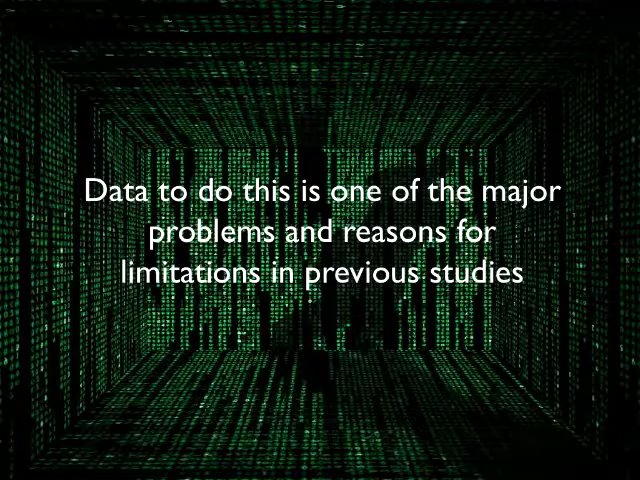 Data to do this is one of the major
problems and reasons for
limitations in previous studies